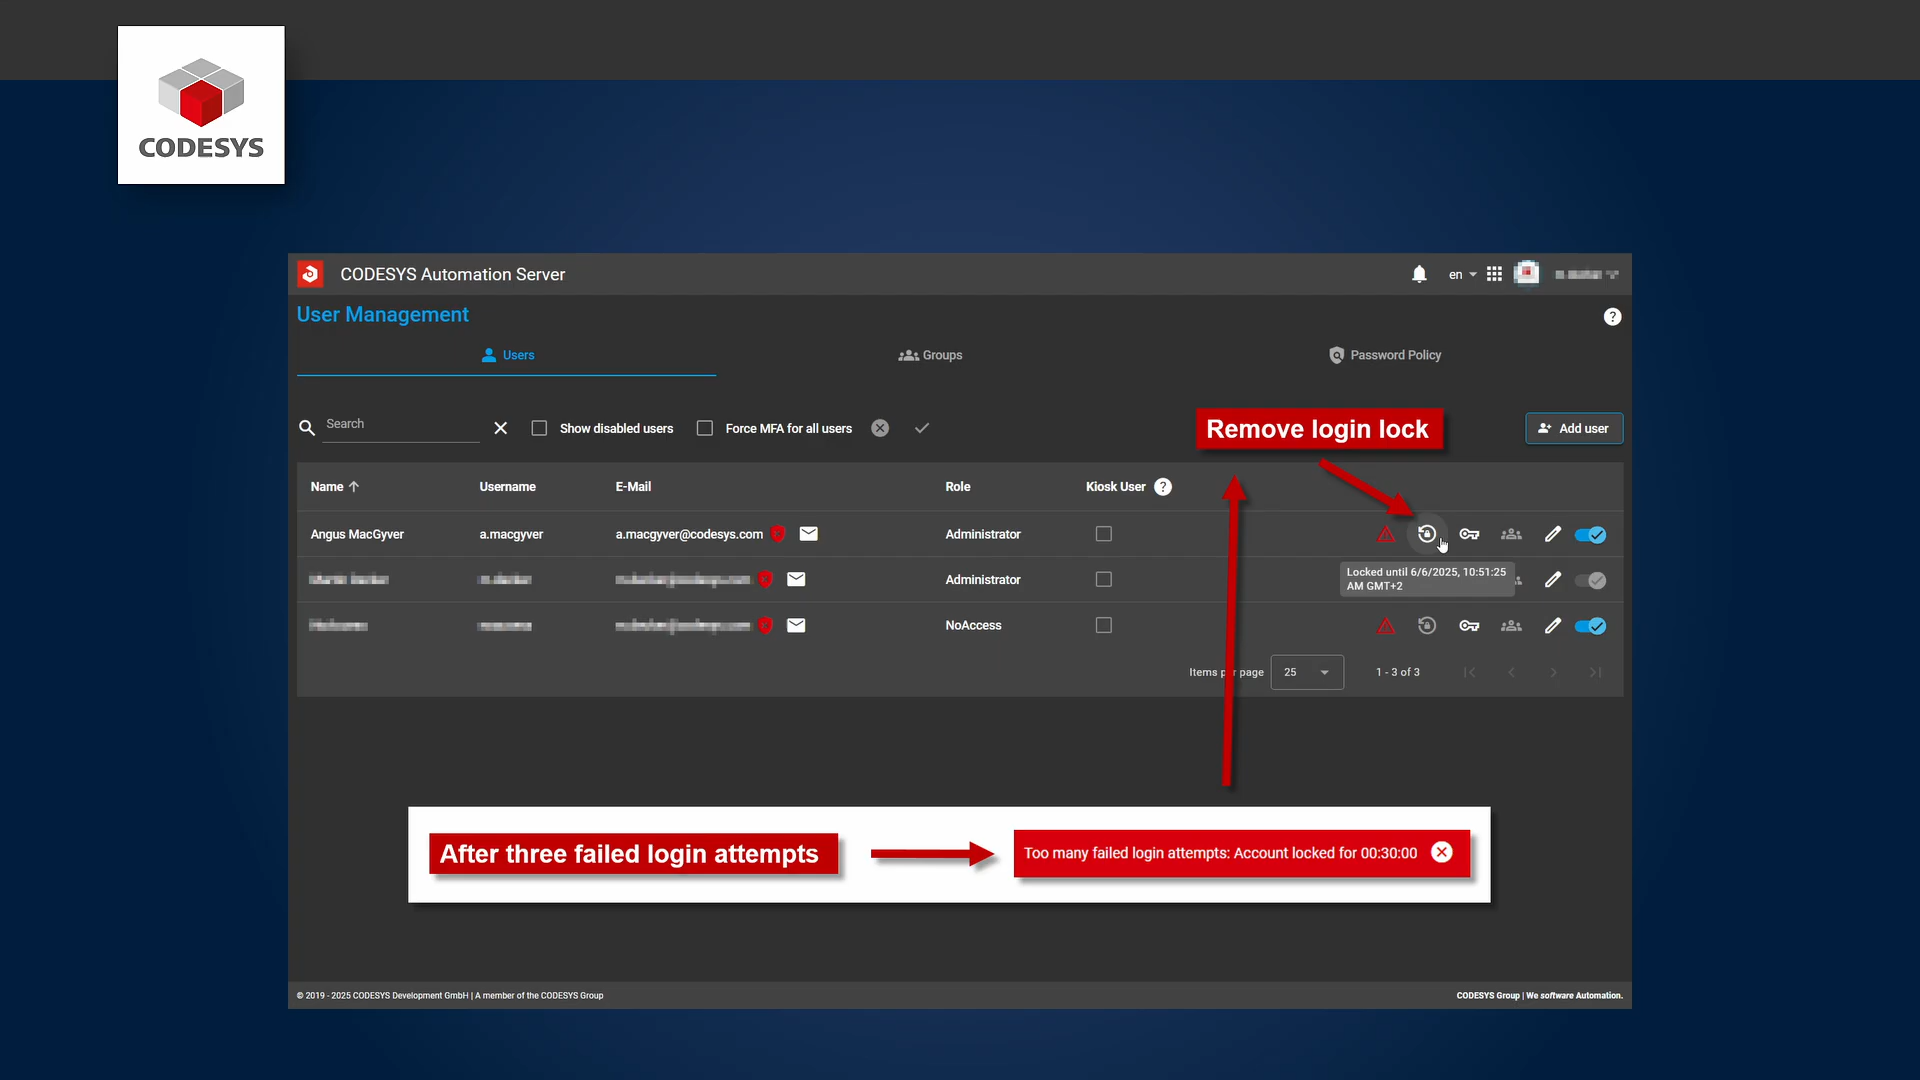 CODESYS
CODESYS Automation Server
en
User Management
Users
Groups
Password Policy
Search
Show disabled users
Force MFA for all users
Remove login lock
Add user
Name
Username
E-Mail
Role
Kiosk User
Angus MacGyver
a.macgyver
a.macgyver@codesys.com
Administrator
Administrator
Locked until 6/6/2025, 10:51:25
AM GMT+2
NoAccess
Items per page
25
1 - 3 of 3
After three failed login attempts
Too many failed login attempts: Account locked for 00:30:00
© 2019 - 2025 CODESYS Development GmbH | A member of the CODESYS Group
CODESYS Group | We software Automation.